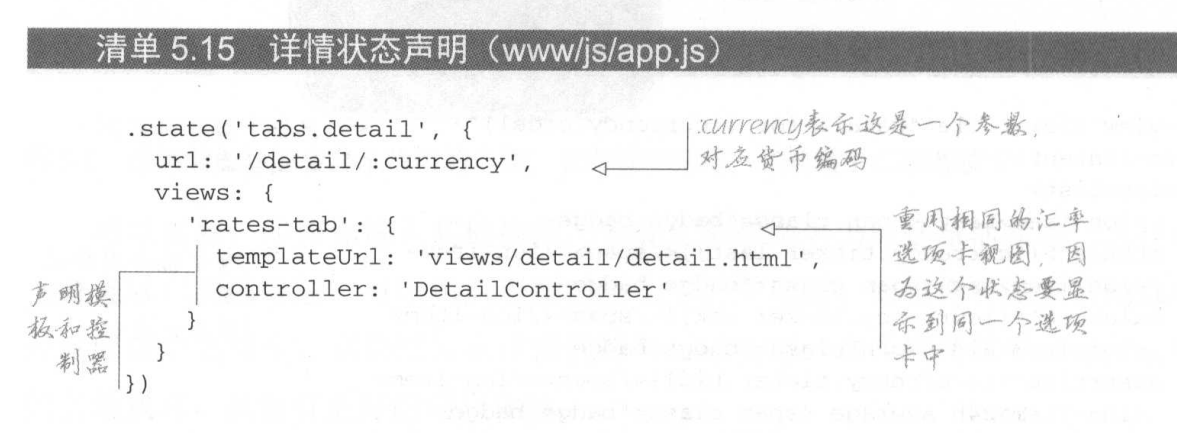 清单 5.15 详情状态声明（www/js/app.js）
.state('tabs.detail', {
url: '/detail/:currency',
views: {
'rates-tab': {
templateUrl: 'views/detail/detail.html',
controller: 'DetailController'
}
}
})
:currency表示这是一个参数，
对应货币编码
重用相同的汇率
选项卡视图，因
为这个状态要显
示到同一个选项
卡中
声明模
板和控
制器